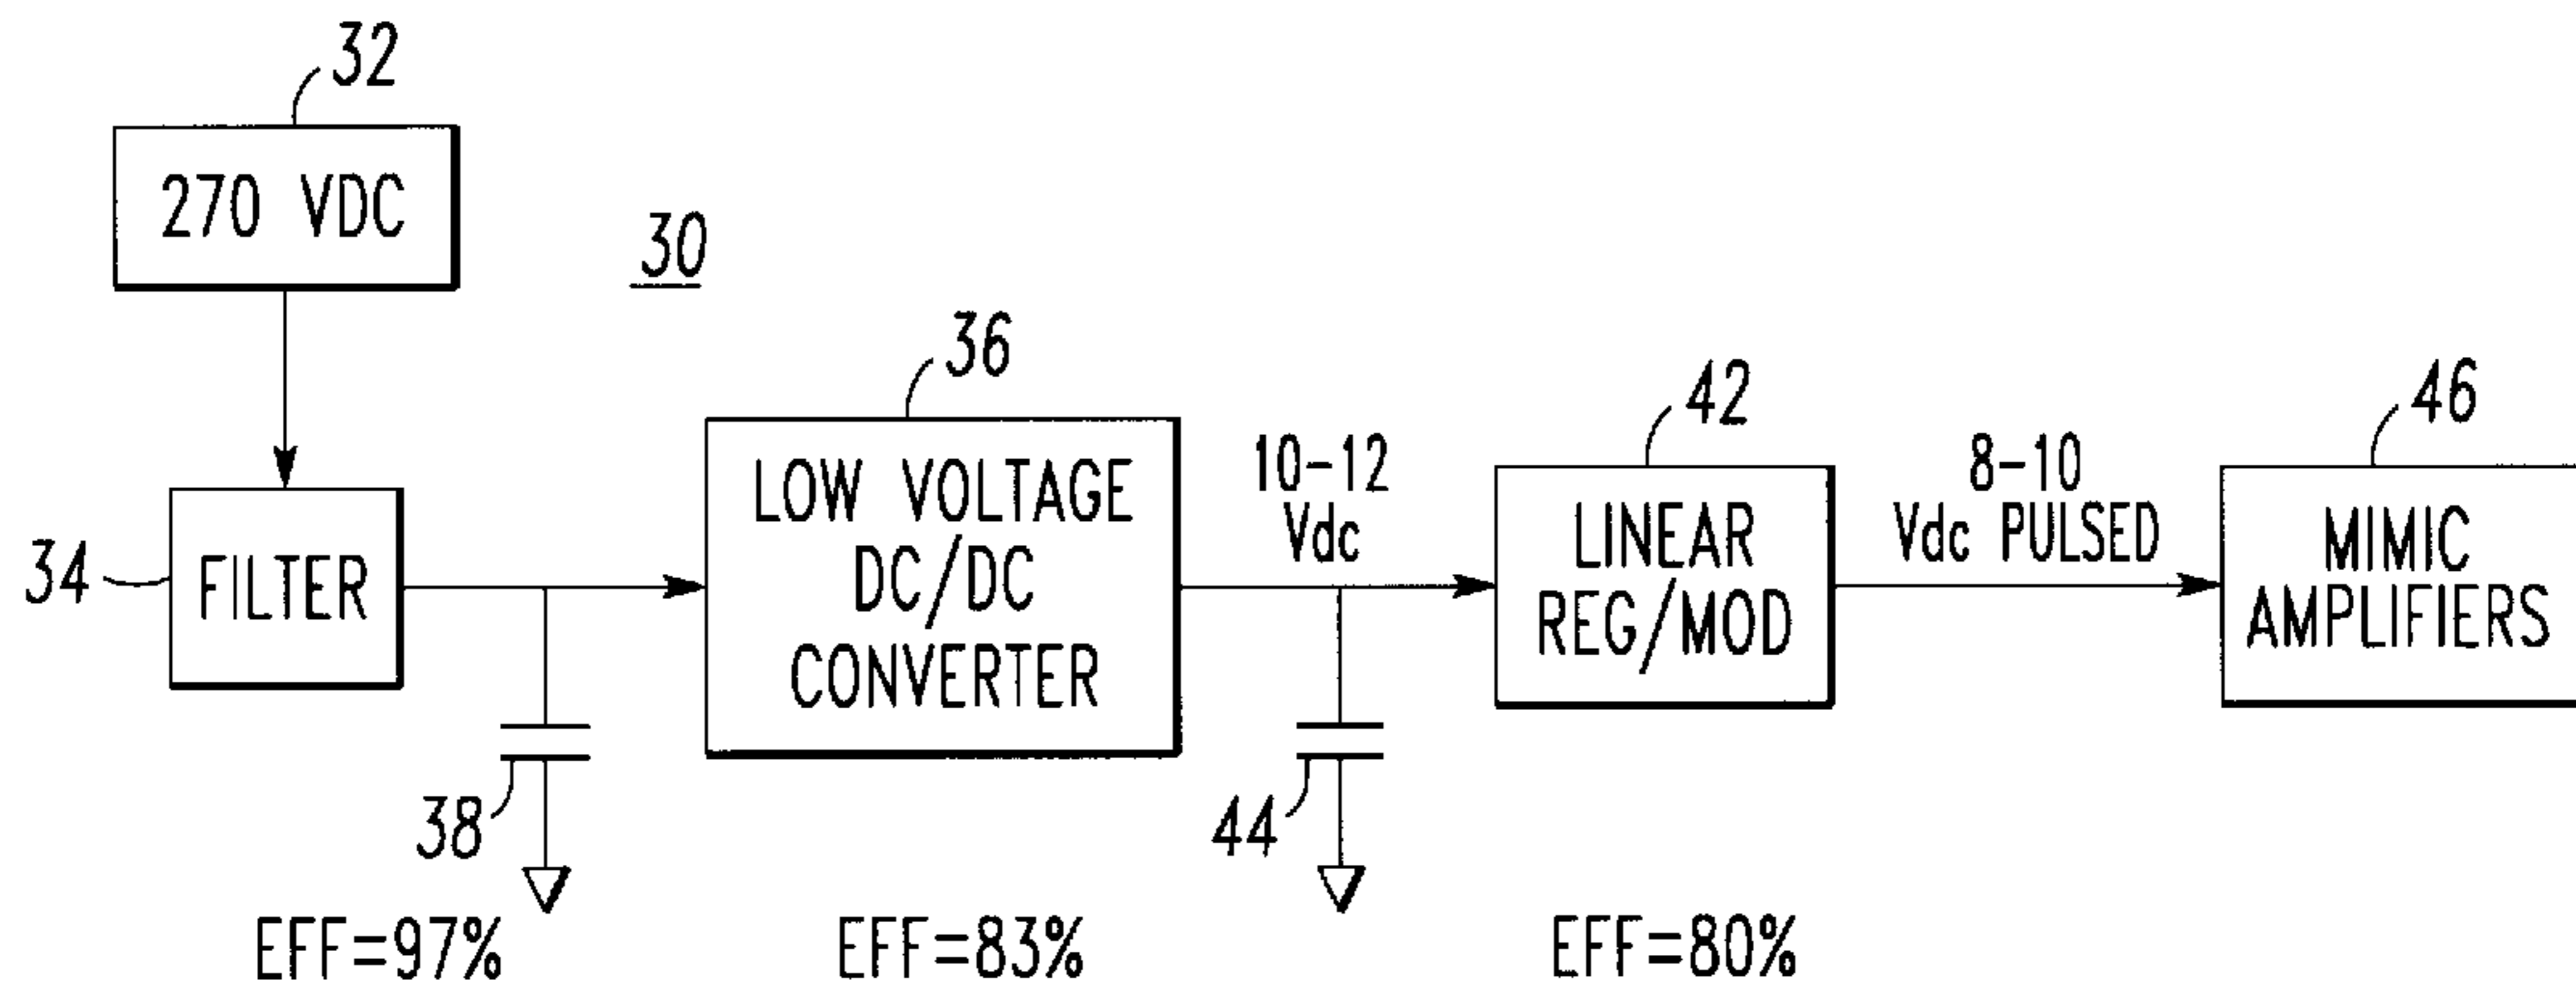 32
270 VDC
30
34
FILTER
38
36
LOW VOLTAGE
DC/DC
CONVERTER
10-12
Vdc
44
42
LINEAR
REG/MOD
8-10
Vdc PULSED
46
MIMIC
AMPLIFIERS
EFF=97%
EFF=83%
EFF=80%